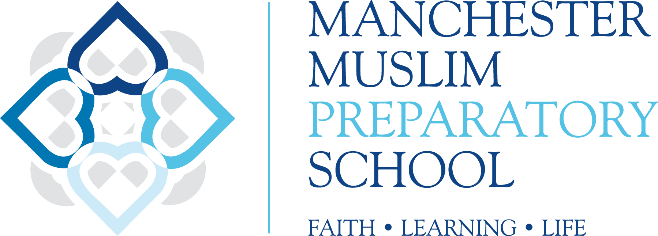 MANCHESTER
MUSLIM
PREPARATORY
SCHOOL
FAITH • LEARNING • LIFE